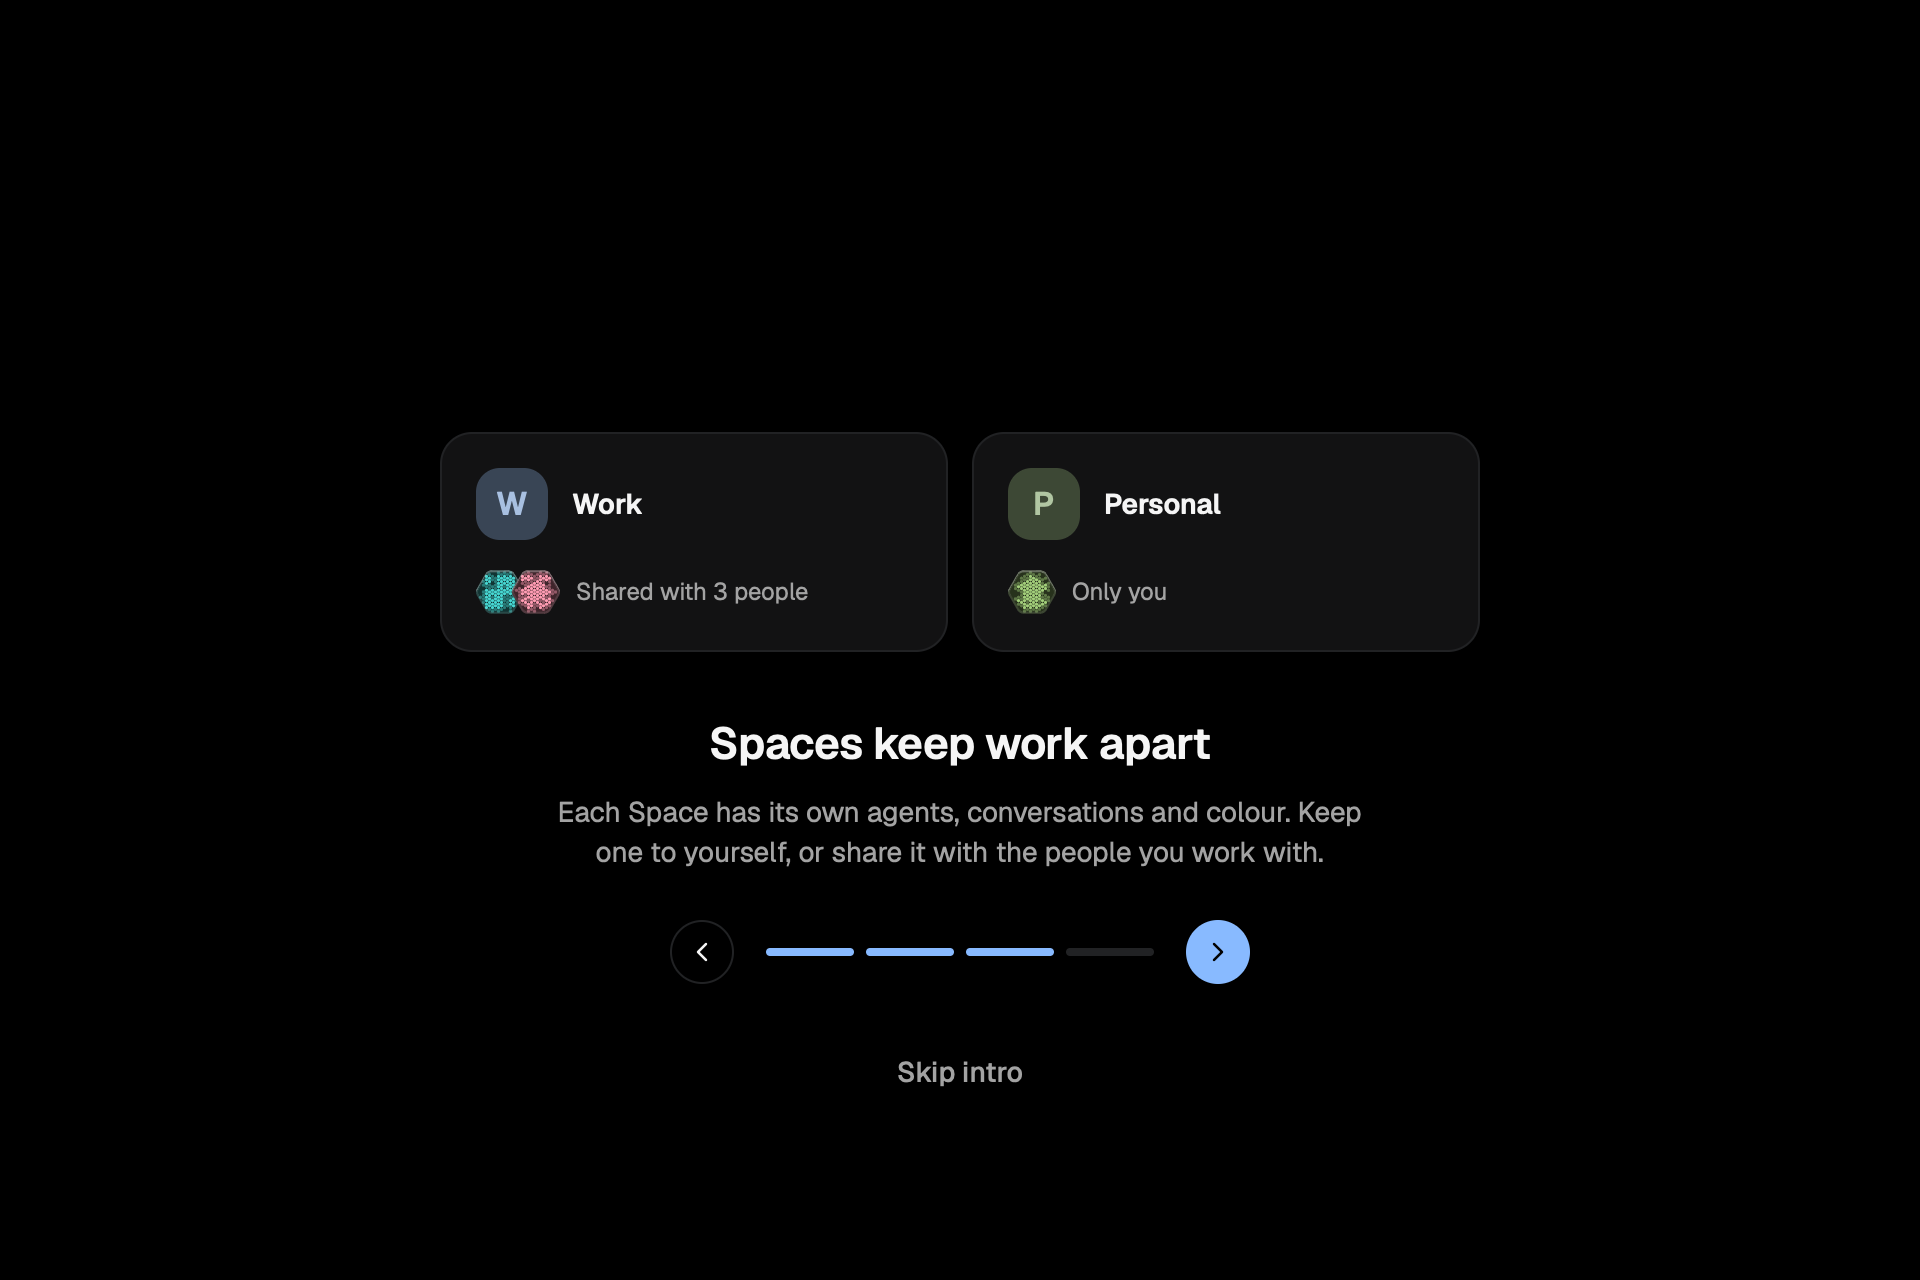 W
Work
Shared with 3 people
P
Personal
Only you
Spaces keep work apart
Each Space has its own agents, conversations and colour. Keep
one to yourself, or share it with the people you work with.
Skip intro